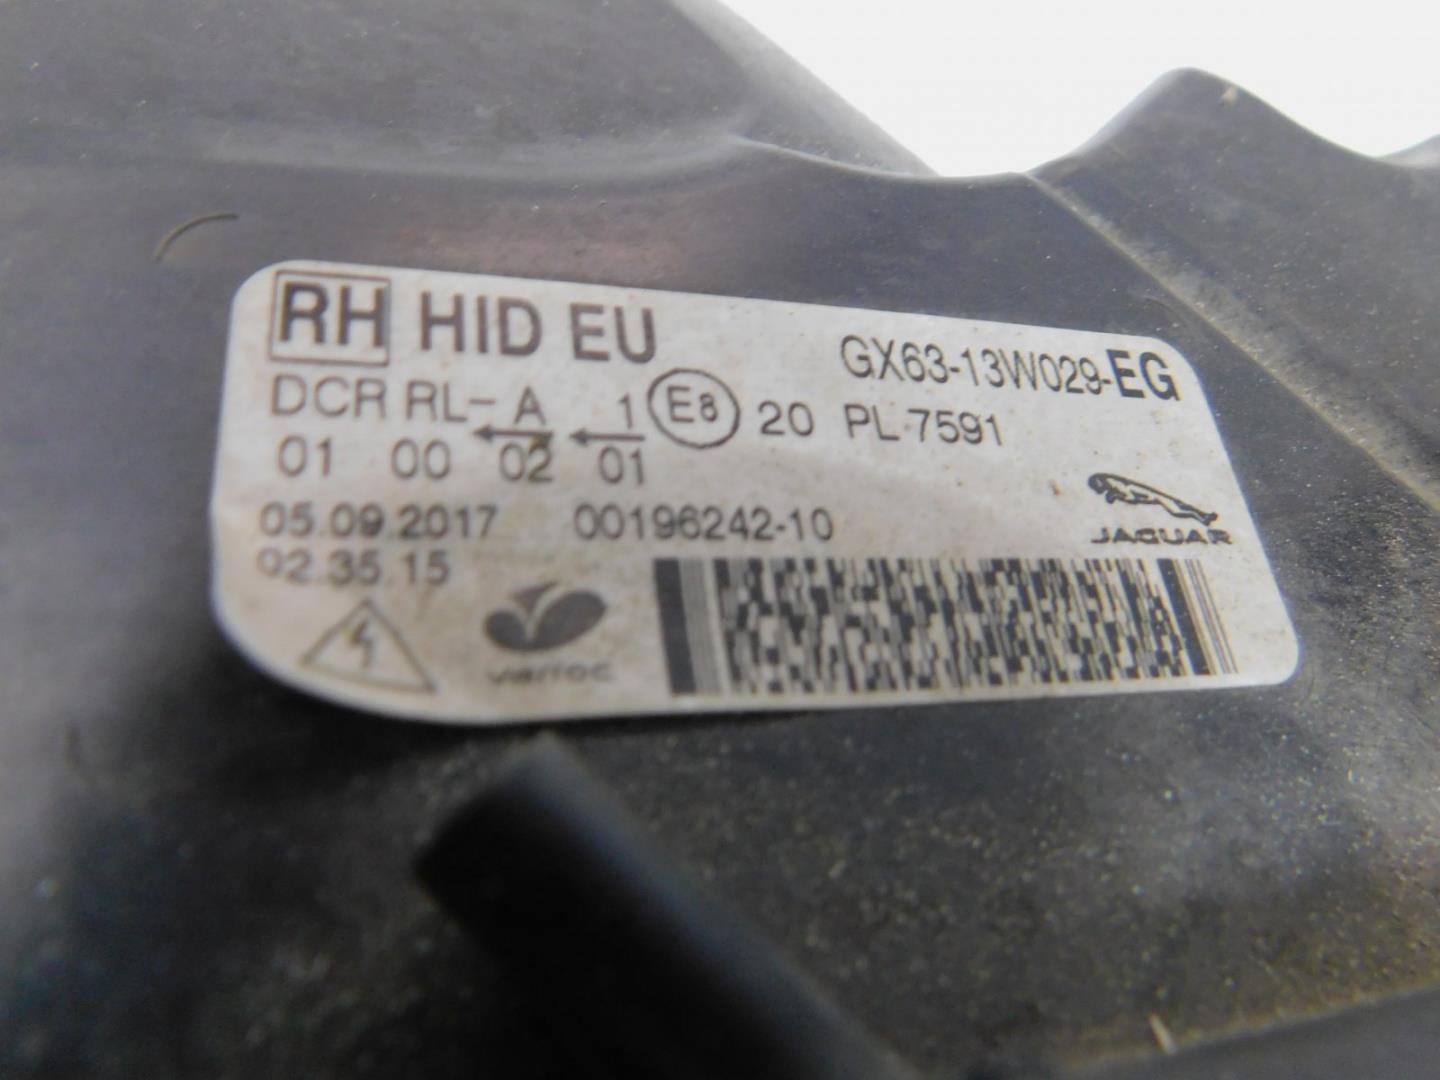 RH HID EU
GX63-13W029-EG
DCR RL- A 1 E8 20 PL-7591
01 00 02 01
05.09.2017 00196242-10
02.35.15
JAGUAR
varroc